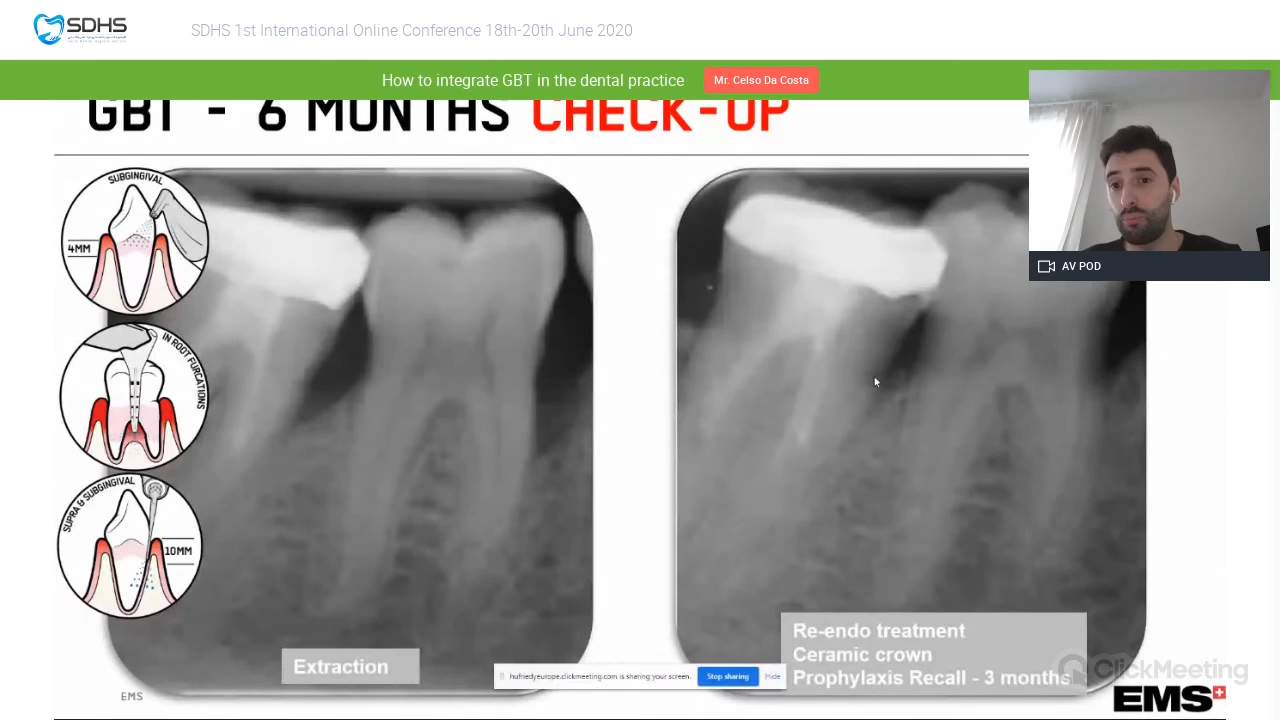 SDHS
SDHS 1st International Online Conference 18th-20th June 2020
How to integrate GBT in the dental practice
Mr. Celso Da Costa
GBT - 6 MONTHS CHECK-UP
SUBGINGIVAL
4MM
IN ROOT FURCATIONS
SUPRA & SUBGINGIVAL
10MM
AV POD
Extraction
Re-endo treatment
Ceramic crown
Prophylaxis Recall - 3 months
hufriedyeurope.clickmeeting.com is sharing your screen.
Stop sharing
Hide
ClickMeeting
EMS
EMS